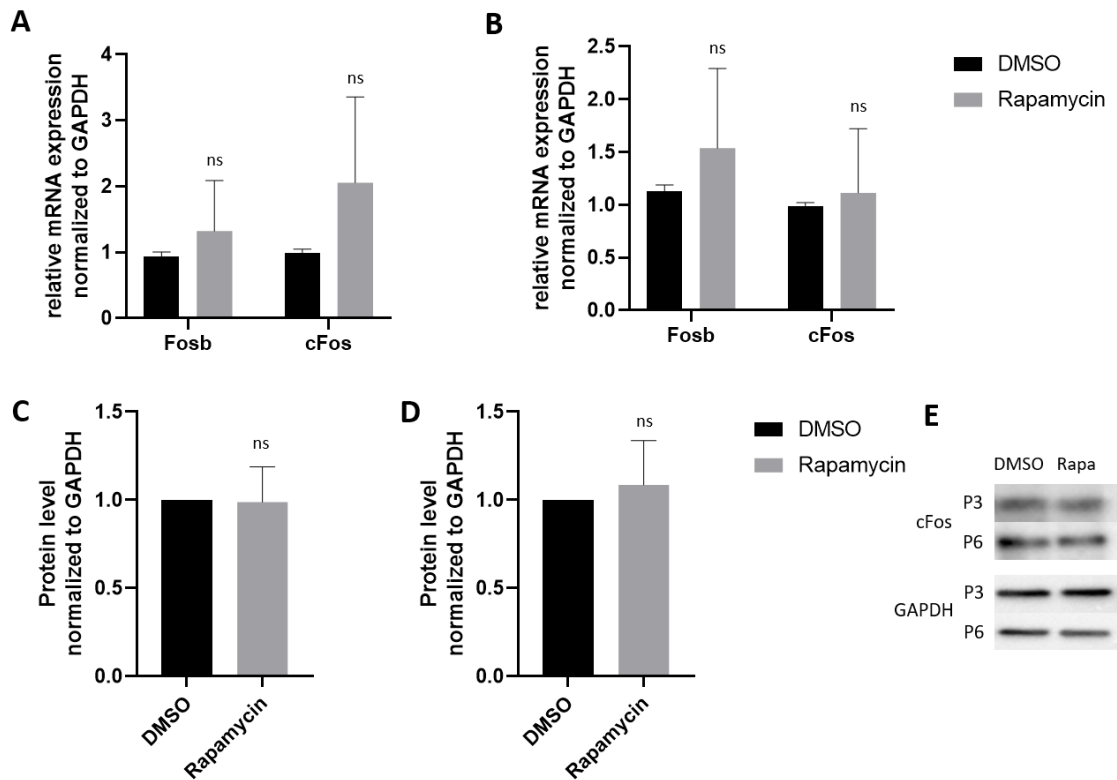 A
relative mRNA expression
normalized to GAPDH
4
3
2
1
0
ns
ns
Fosb
cFos
B
relative mRNA expression
normalized to GAPDH
2.5
2.0
1.5
1.0
0.5
0.0
ns
ns
Fosb
cFos
DMSO
Rapamycin
C
Protein level
normalized to GAPDH
1.5
1.0
0.5
0.0
ns
DMSO
Rapamycin
D
Protein level
normalized to GAPDH
1.5
1.0
0.5
0.0
ns
DMSO
Rapamycin
DMSO
Rapamycin
E
DMSO Rapa
cFos
P3
P6
GAPDH
P3
P6